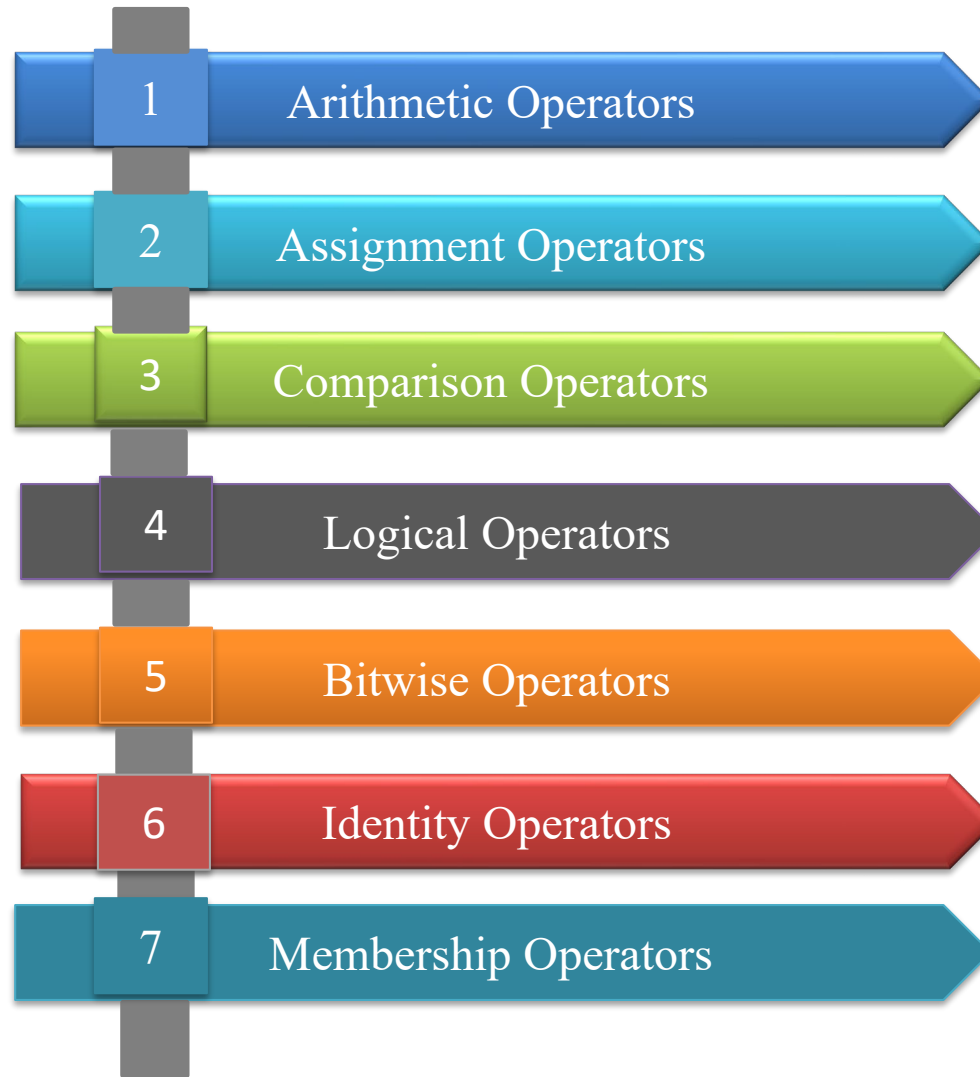 1 Arithmetic Operators
2 Assignment Operators
3 Comparison Operators
4 Logical Operators
5 Bitwise Operators
6 Identity Operators
7 Membership Operators